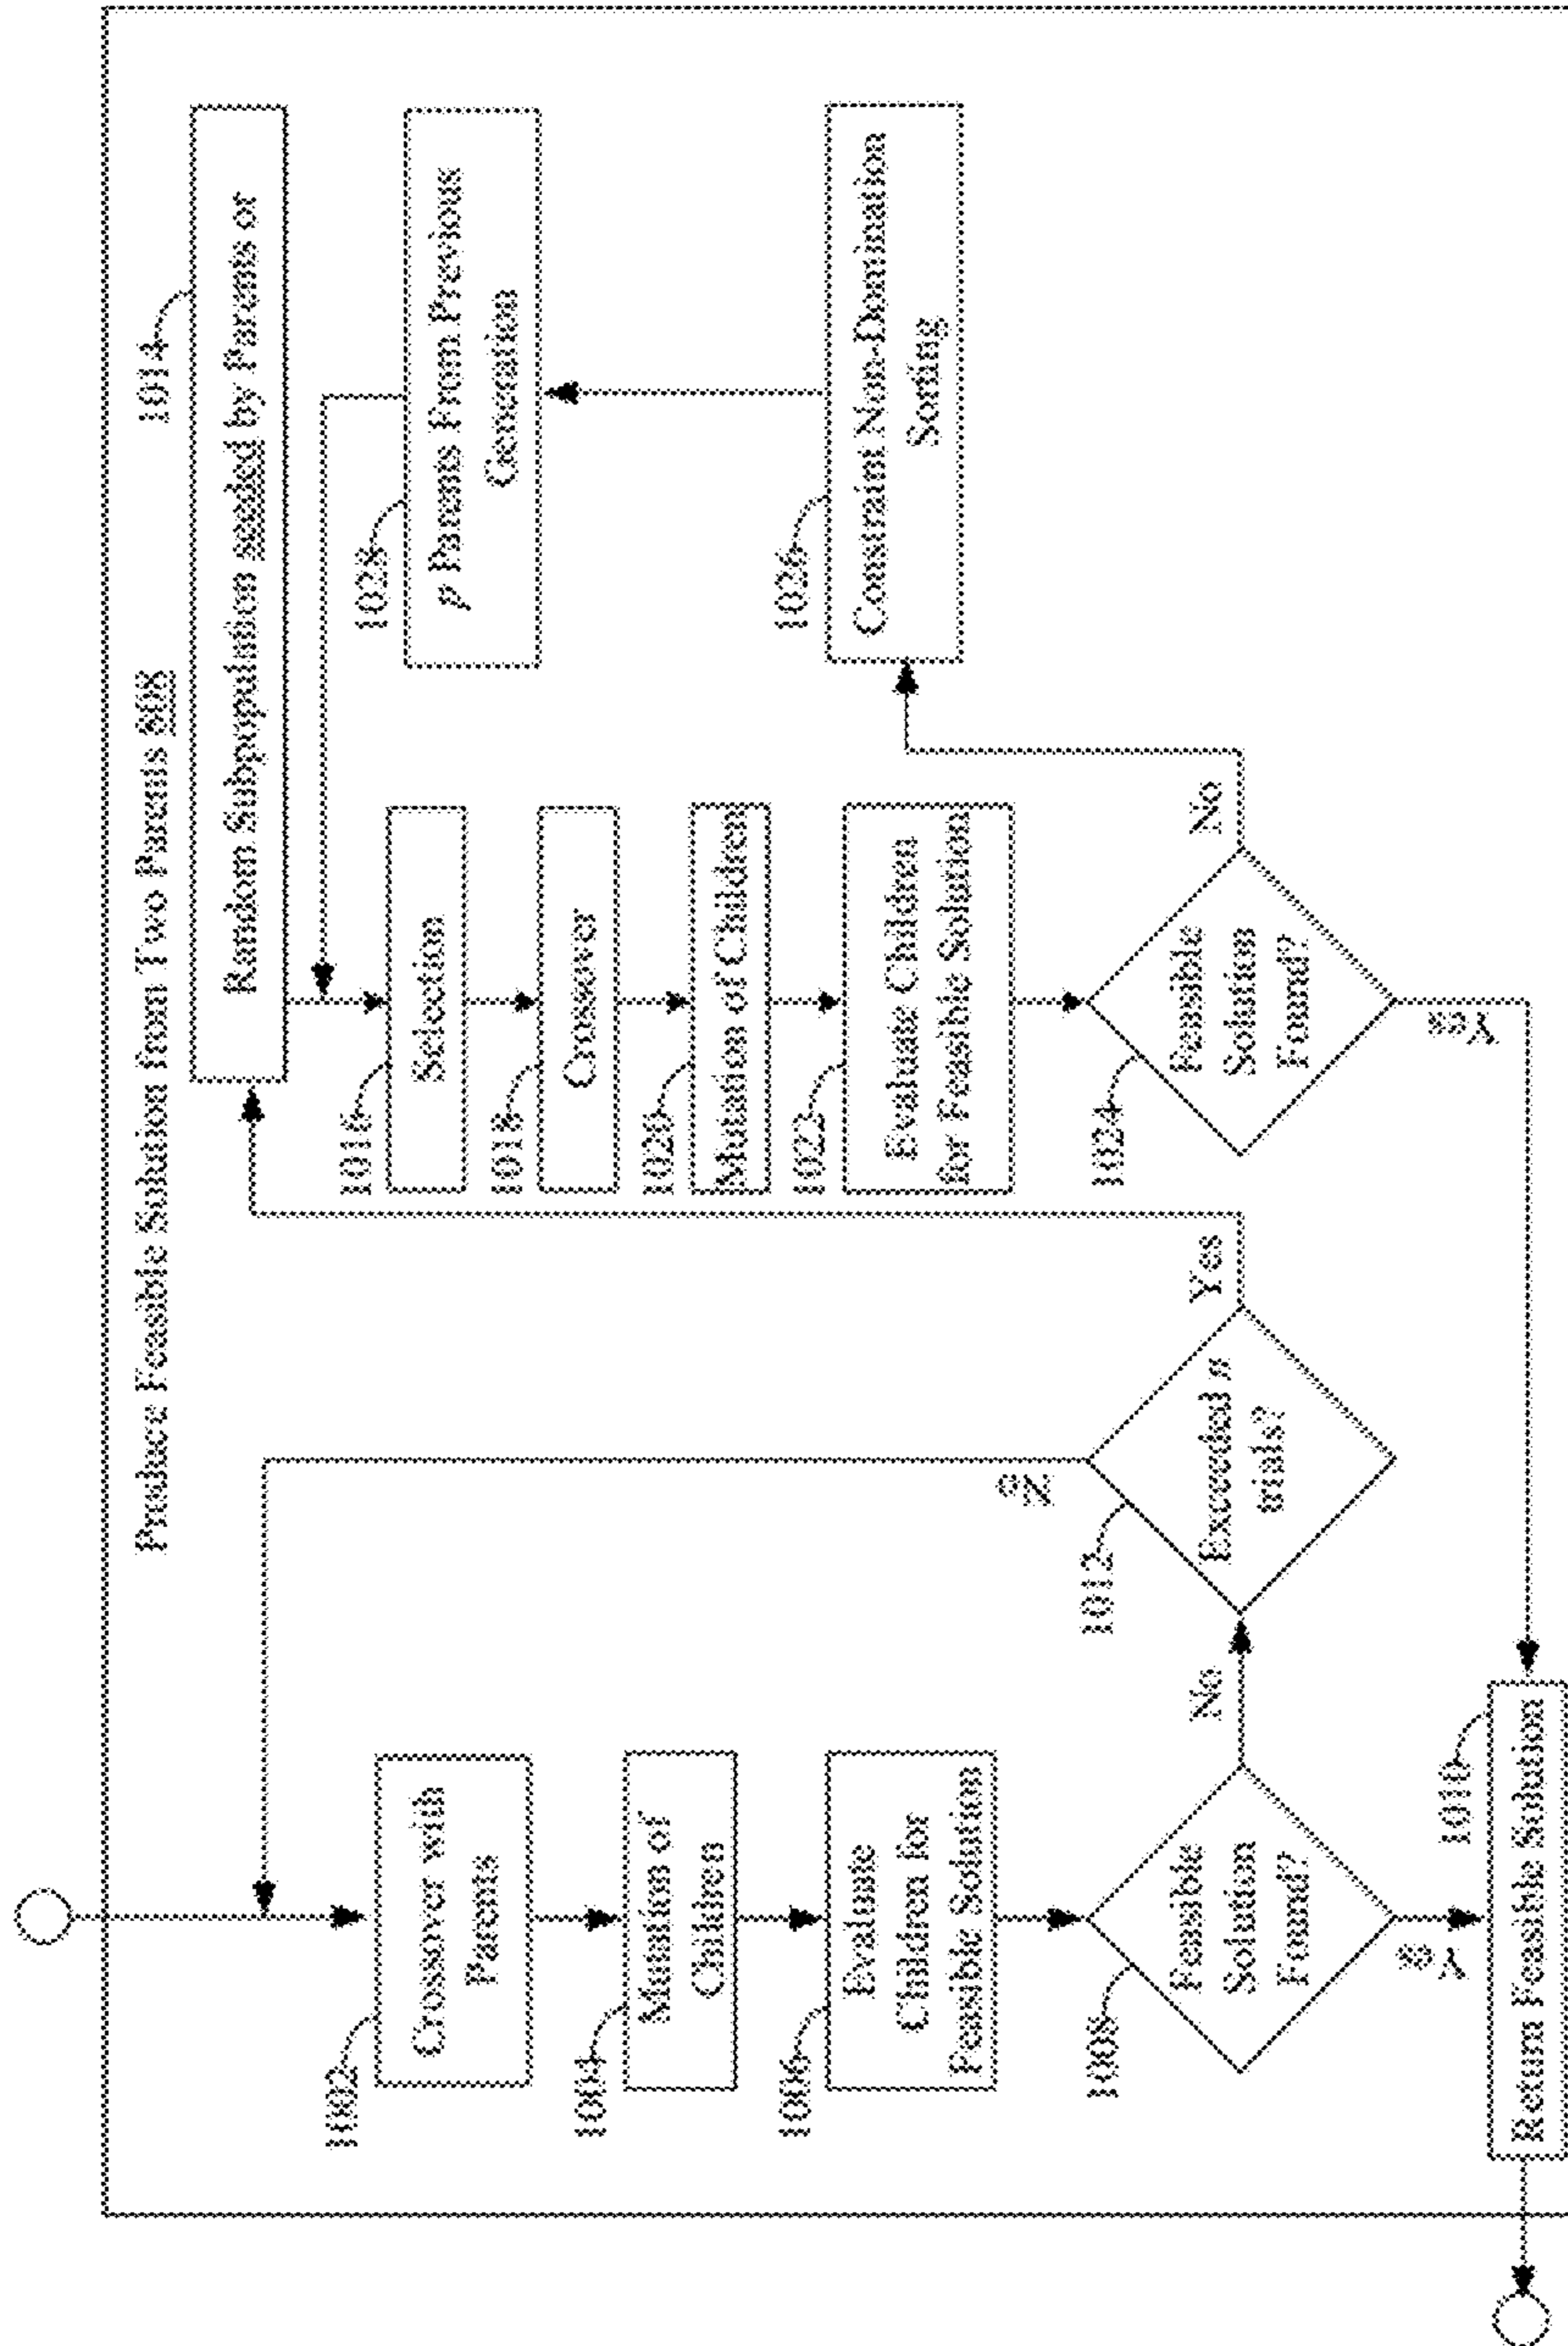 Produce Feasible Solution from Two Parents 808
1014
Random Subpopulation seeded by Parents or
1002
Crossover with
Parents
1004
Mutation of
Children
1006
Evaluate
Children for
Feasible Solution
1008
Feasible
Solution
Found?
No
Yes
1010
Return Feasible Solution
1012
Exceeded n
trials?
No
Yes
1016
Selection
1018
Crossover
1020
Mutation of Children
1022
Evaluate Children
for Feasible Solution
1024
Feasible
Solution
Found?
No
Yes
1026
Constraint Non-Domination
Sorting
1028
p Parents From Previous
Generation